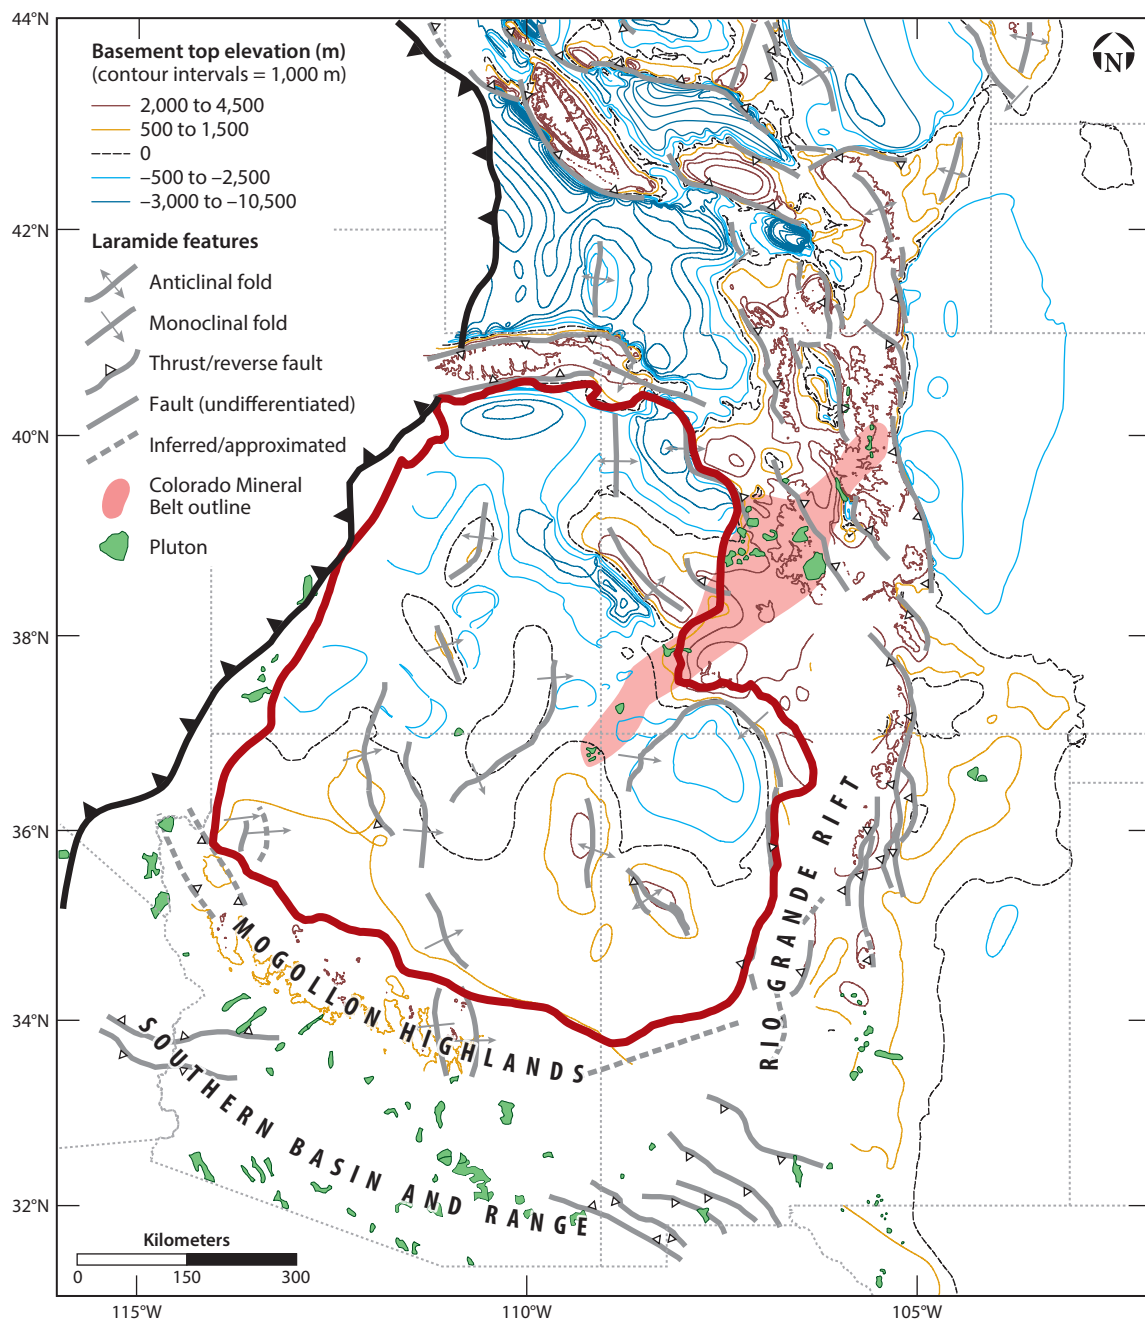 44°N
42°N
40°N
38°N
36°N
34°N
32°N
Basement top elevation (m)
(contour intervals = 1,000 m)
2,000 to 4,500
500 to 1,500
0
–500 to –2,500
–3,000 to –10,500
Laramide features
Anticlinal fold
Monoclinal fold
Thrust/reverse fault
Fault (undifferentiated)
Inferred/approximated
Colorado Mineral
Belt outline
Pluton
N
RIO GRANDE RIFT
MOGOLLON HIGHLANDS
SOUTHERN BASIN AND RANGE
Kilometers
0 150 300
115°W 110°W 105°W